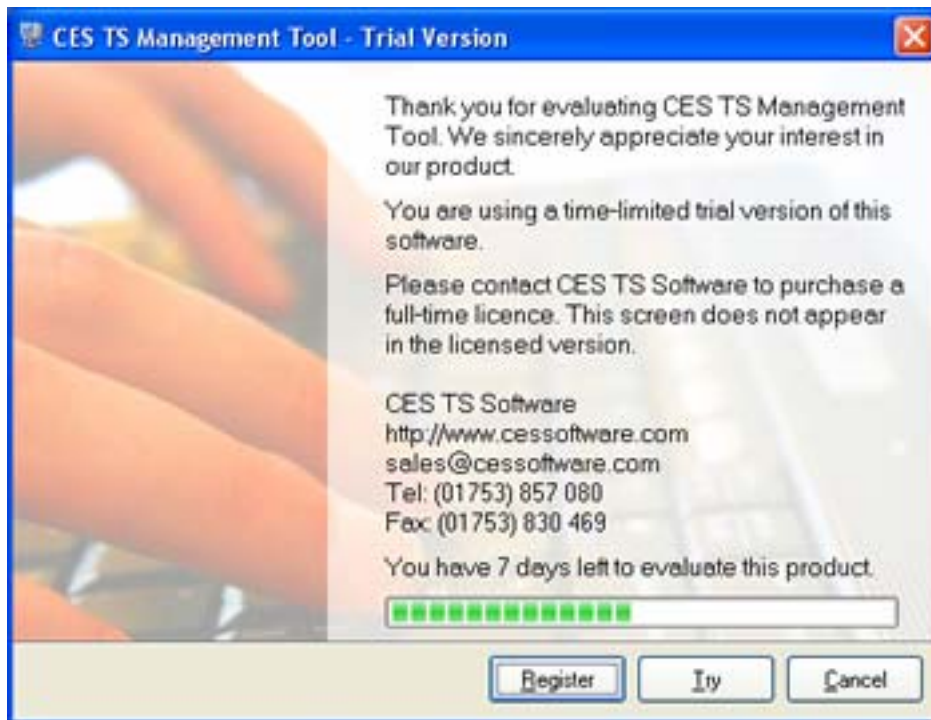 CES TS Management Tool - Trial Version
Thank you for evaluating CES TS Management
Tool. We sincerely appreciate your interest in
our product.
You are using a time-limited trial version of this
software.
Please contact CES TS Software to purchase a
full-time licence. This screen does not appear
in the licensed version.
CES TS Software
http://www.cessoftware.com
sales@cessoftware.com
Tel: (01753) 857 080
Fax: (01753) 830 469
You have 7 days left to evaluate this product.
Register
Try
Cancel